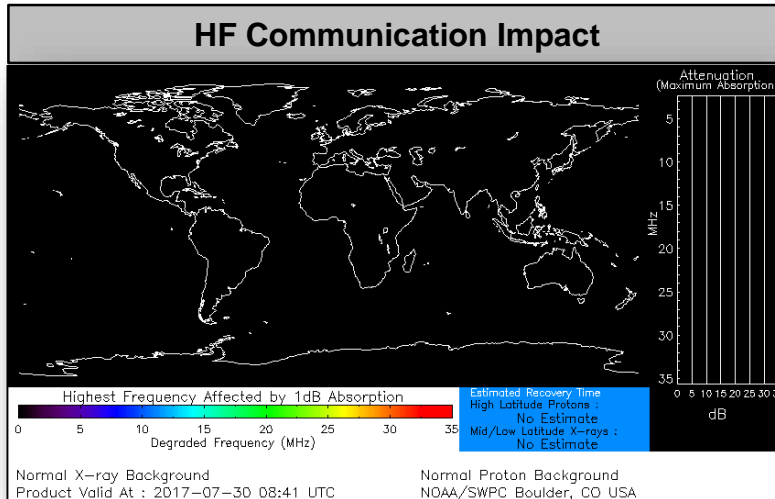 HF Communication Impact
Attenuation
(Maximum Absorption
5
10
15
20
25
30
35
MHz
0 5 10 15 20 25 30
dB
Highest Frequency Affected by 1dB Absorption
0 5 10 15 20 25 30 35
Degraded Frequency (MHz)
Estimated Recovery Time
High Latitude Protons :
No Estimate
Mid/Low Latitude X-rays :
No Estimate
Normal X-ray Background
Product Valid At : 2017-07-30 08:41 UTC
Normal Proton Background
NOAA/SWPC Boulder, CO USA